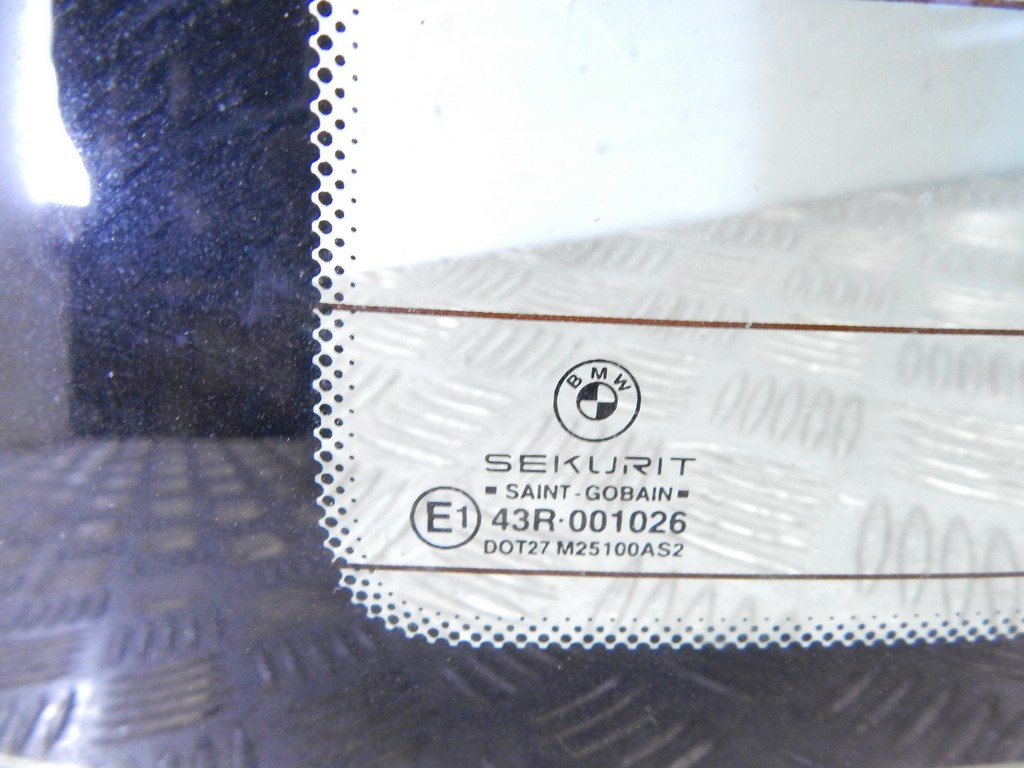 BMW
SEKURIT
SAINT-GOBAIN
E1 43R·001026
DOT27 M25100AS2